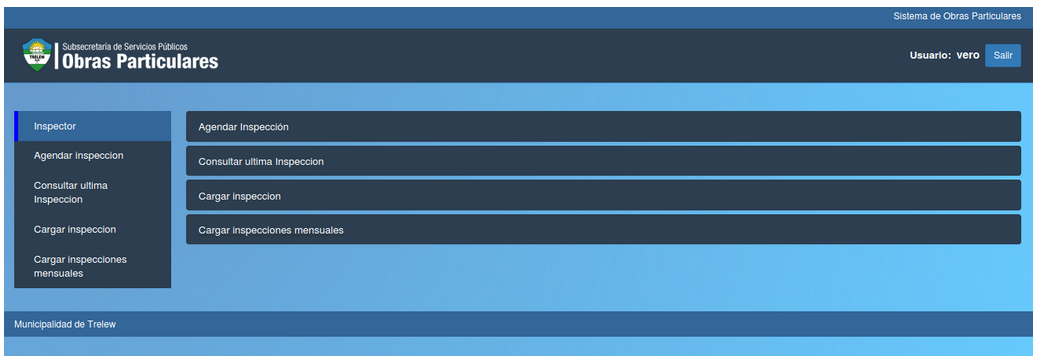 Sistema de Obras Particulares
TRELEW
Subsecretaría de Servicios Públicos
Obras Particulares
Usuario: vero
Salir
Inspector
Agendar inspeccion
Consultar ultima
Inspeccion
Cargar inspeccion
Cargar inspecciones
mensuales
Agendar Inspección
Consultar ultima Inspeccion
Cargar inspeccion
Cargar inspecciones mensuales
Municipalidad de Trelew